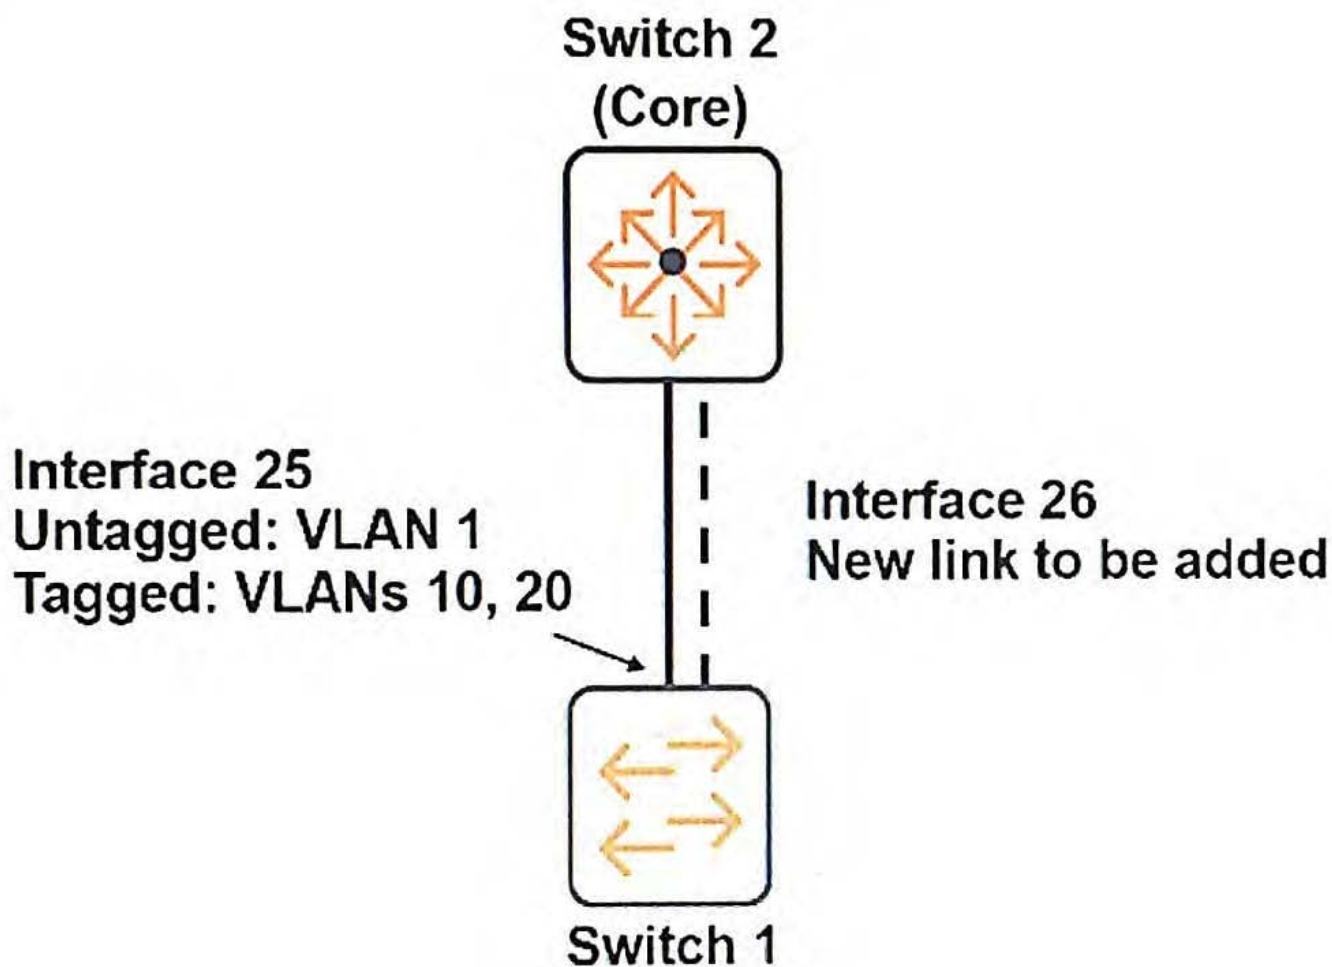 Switch 2
(Core)
Interface 25
Untagged: VLAN 1
Tagged: VLANs 10, 20
Interface 26
New link to be added
Switch 1